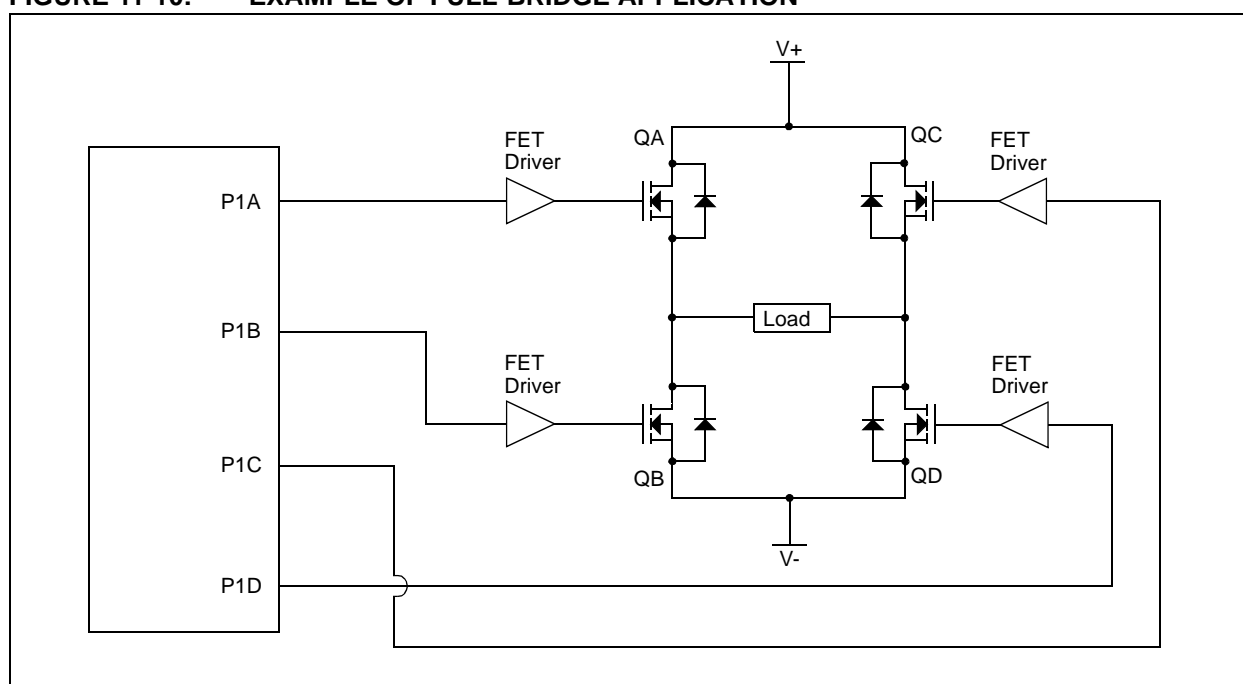 FIGURE 11-10: EXAMPLE OF FULL-BRIDGE APPLICATION
V+
FET
Driver
QA
QC
FET
Driver
P1A
Load
P1B
FET
Driver
FET
Driver
P1C
QB
QD
V-
P1D